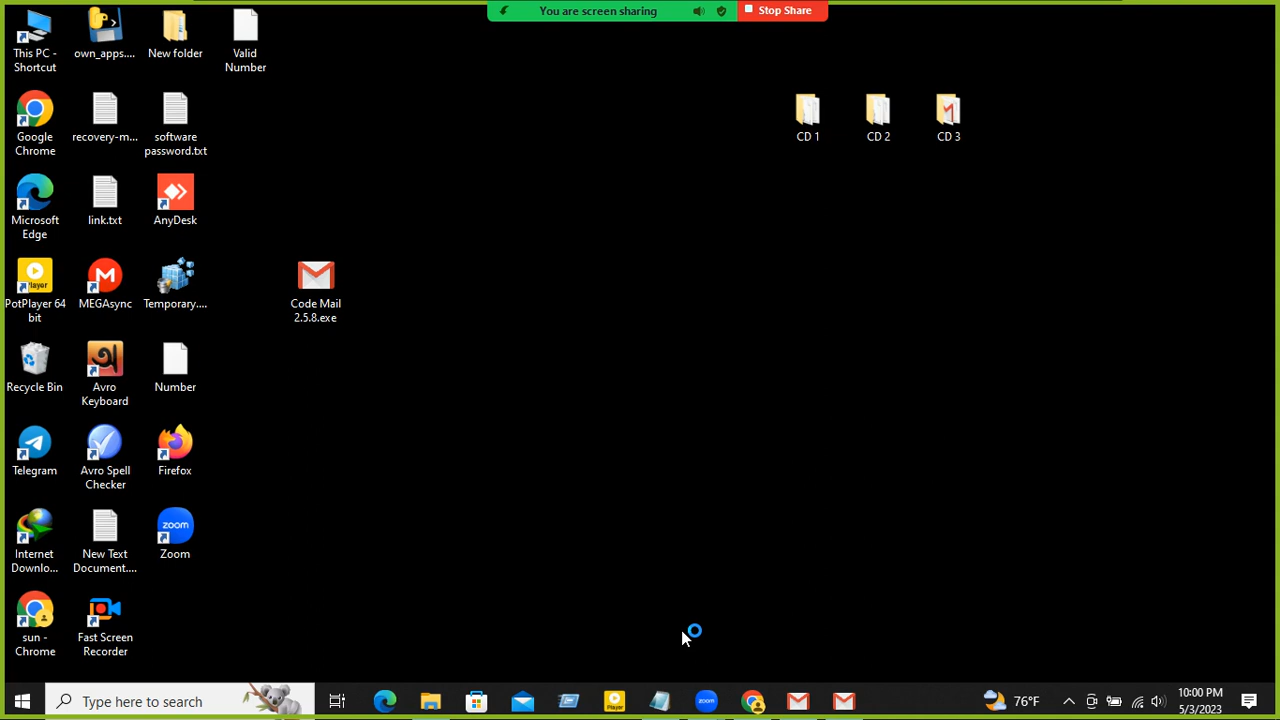 You are screen sharing
Stop Share
This PC -
Shortcut
own_apps....
New folder
Valid
Number
Google
Chrome
recovery-m...
software
password.txt
CD 1
CD 2
CD 3
Microsoft
Edge
link.txt
AnyDesk
Player
PotPlayer 64
bit
MEGAsync
Temporary....
Code Mail
2.5.8.exe
Recycle Bin
অ
Avro
Keyboard
Number
Telegram
Avro Spell
Checker
Firefox
Internet
Downlo...
New Text
Document....
zoom
Zoom
sun -
Chrome
Fast Screen
Recorder
Type here to search
Player
zoom
76°F
10:00 PM
5/3/2023